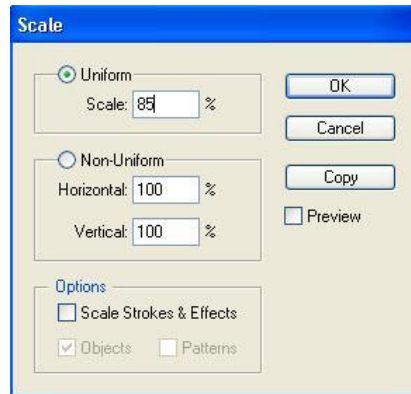 Scale
Uniform
Scale: 85 %
Non-Uniform
Horizontal: 100 %
Vertical: 100 %
Options
Scale Strokes & Effects
Objects
Patterns
OK
Cancel
Copy
Preview